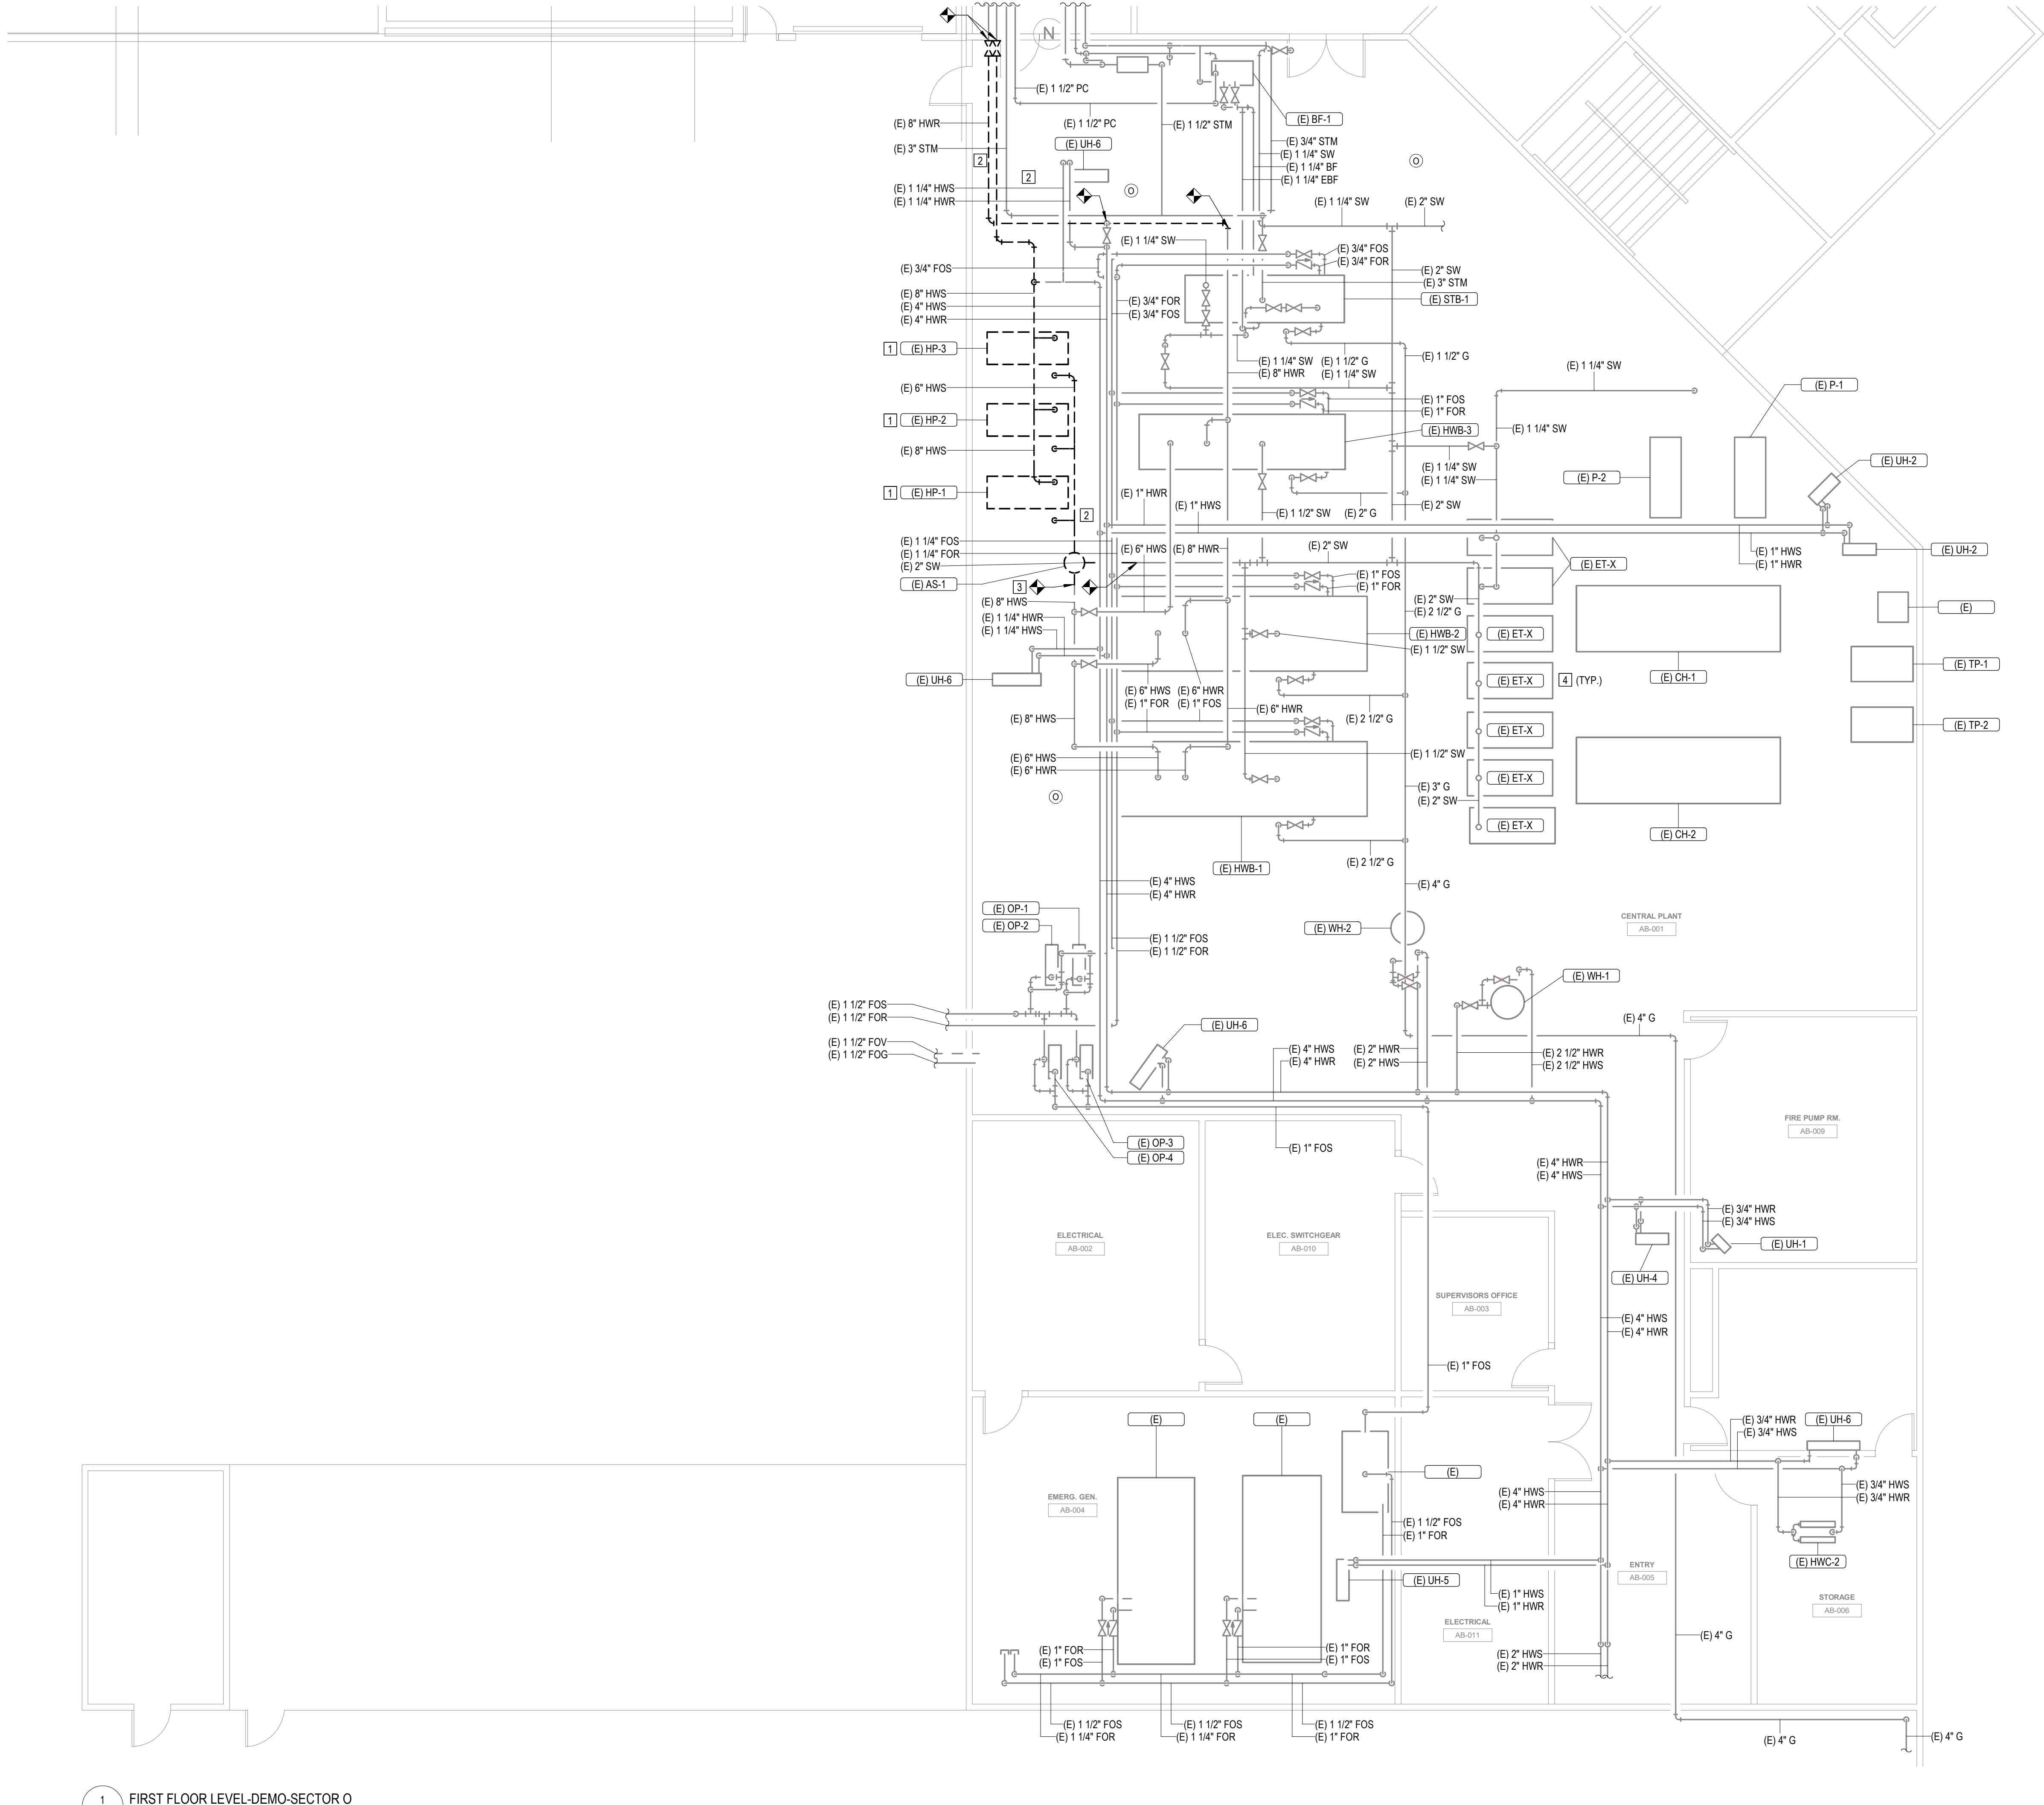 N
(E) 1 1/2" PC
(E) 8" HWR
(E) 1 1/2" PC
(E) 1 1/2" STM
(E) BF-1
(E) 3" STM
(E) UH-6
(E) 3/4" STM
(E) 1 1/4" SW
(E) 1 1/4" BF
(E) 1 1/4" EBF
2
2
O
O
(E) 1 1/4" HWS
(E) 1 1/4" HWR
(E) 1 1/4" SW
(E) 2" SW
(E) 1 1/4" SW
(E) 3/4" FOS
(E) 3/4" FOR
(E) 3/4" FOS
(E) 2" SW
(E) 3" STM
(E) STB-1
(E) 8" HWS
(E) 4" HWS
(E) 4" HWR
(E) 3/4" FOR
(E) 3/4" FOS
1
(E) HP-3
(E) 1 1/4" SW
(E) 8" HWR
(E) 1 1/2" G
(E) 1 1/4" SW
(E) 1 1/2" G
(E) 1 1/4" SW
(E) 6" HWS
(E) P-1
(E) 1" FOS
(E) 1" FOR
1
(E) HP-2
(E) HWB-3
(E) 1 1/4" SW
(E) 8" HWS
(E) UH-2
(E) 1 1/4" SW
(E) 1 1/4" SW
(E) P-2
1
(E) HP-1
(E) 1" HWR
(E) 1" HWS
(E) 1 1/2" SW
(E) 2" G
(E) 2" SW
2
(E) 1 1/4" FOS
(E) 1 1/4" FOR
(E) 2" SW
(E) AS-1
(E) 6" HWS
(E) 8" HWR
(E) 2" SW
(E) 1" HWS
(E) 1" HWR
(E) UH-2
(E) ET-X
3
(E) 1" FOS
(E) 1" FOR
(E) 8" HWS
(E) 1 1/4" HWR
(E) 1 1/4" HWS
(E) 2" SW
(E) 2 1/2" G
(E)
(E) HWB-2
(E) 1 1/2" SW
(E) ET-X
(E) TP-1
(E) UH-6
(E) ET-X
4
(TYP.)
(E) CH-1
(E) 6" HWS
(E) 1" FOR
(E) 6" HWR
(E) 1" FOS
(E) 6" HWR
(E) 8" HWS
(E) 2 1/2" G
(E) ET-X
(E) TP-2
(E) 6" HWS
(E) 6" HWR
(E) 1 1/2" SW
(E) ET-X
O
(E) 3" G
(E) 2" SW
(E) ET-X
(E) CH-2
(E) HWB-1
(E) 2 1/2" G
(E) 4" HWS
(E) 4" HWR
(E) 4" G
(E) OP-1
(E) OP-2
CENTRAL PLANT
AB-001
(E) WH-2
(E) 1 1/2" FOS
(E) 1 1/2" FOR
(E) WH-1
(E) 1 1/2" FOS
(E) 1 1/2" FOR
(E) 1 1/2" FOV
(E) 1 1/2" FOG
(E) UH-6
(E) 4" G
(E) 4" HWS
(E) 4" HWR
(E) 2" HWR
(E) 2" HWS
(E) 2 1/2" HWR
(E) 2 1/2" HWS
FIRE PUMP RM.
AB-009
(E) OP-3
(E) OP-4
(E) 1" FOS
(E) 4" HWR
(E) 4" HWS
(E) 3/4" HWR
(E) 3/4" HWS
ELECTRICAL
AB-002
ELEC. SWITCHGEAR
AB-010
(E) UH-1
(E) UH-4
SUPERVISORS OFFICE
AB-003
(E) 4" HWS
(E) 4" HWR
(E) 1" FOS
(E)
(E)
(E) 3/4" HWR
(E) 3/4" HWS
(E) UH-6
(E)
EMERG. GEN.
AB-004
(E) 4" HWS
(E) 4" HWR
(E) 3/4" HWS
(E) 3/4" HWR
(E) 1 1/2" FOS
(E) 1" FOR
(E) HWC-2
ENTRY
AB-005
(E) UH-5
(E) 1" HWS
(E) 1" HWR
STORAGE
AB-006
ELECTRICAL
AB-011
(E) 4" G
(E) 1" FOR
(E) 1" FOS
(E) 1" FOR
(E) 1" FOS
(E) 2" HWS
(E) 2" HWR
(E) 1 1/2" FOS
(E) 1 1/4" FOR
(E) 1 1/2" FOS
(E) 1 1/4" FOR
(E) 1 1/2" FOS
(E) 1" FOR
(E) 4" G
(E) 4" G
1
FIRST FLOOR LEVEL-DEMO-SECTOR O